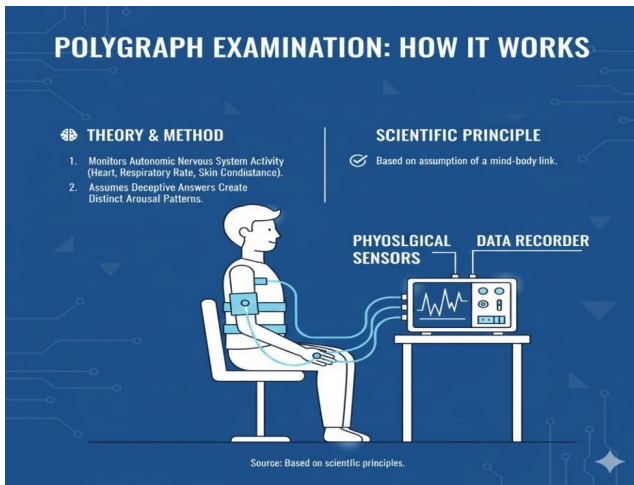 POLYGRAPH EXAMINATION: HOW IT WORKS
THEORY & METHOD
1. Monitors Autonomic Nervous System Activity
(Heart, Respiratory Rate, Skin Condistance).
2. Assumes Deceptive Answers Create
Distinct Arousal Patterns.
SCIENTIFIC PRINCIPLE
Based on assumption of a mind-body link.
PHYOSLGICAL
SENSORS
DATA RECORDER
Source: Based on scientific principles.